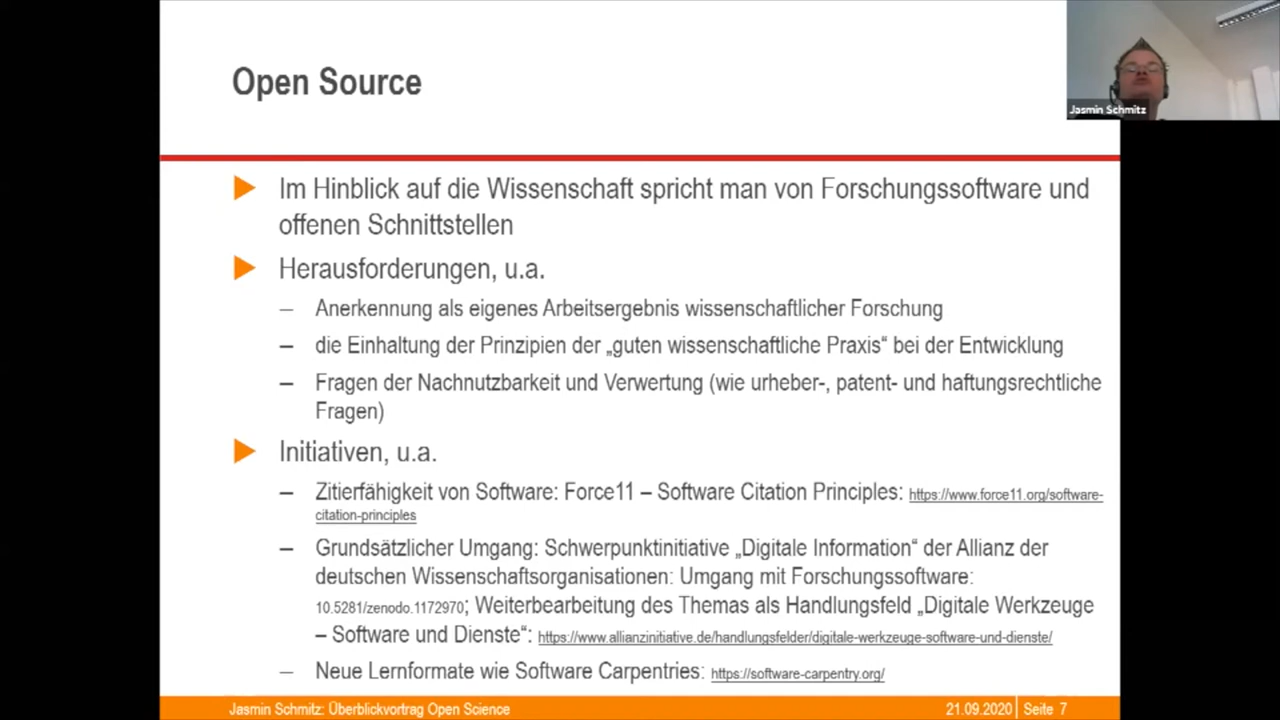 Open Source
Jasmin Schmitz
Im Hinblick auf die Wissenschaft spricht man von Forschungssoftware und
offenen Schnittstellen
Herausforderungen, u.a.
– Anerkennung als eigenes Arbeitsergebnis wissenschaftlicher Forschung
– die Einhaltung der Prinzipien der „guten wissenschaftliche Praxis“ bei der Entwicklung
– Fragen der Nachnutzbarkeit und Verwertung (wie urheber-, patent- und haftungsrechtliche
Fragen)
Initiativen, u.a.
– Zitierfähigkeit von Software: Force11 – Software Citation Principles: https://www.force11.org/software-
citation-principles
– Grundsätzlicher Umgang: Schwerpunktinitiative „Digitale Information“ der Allianz der
deutschen Wissenschaftsorganisationen: Umgang mit Forschungssoftware:
10.5281/zenodo.1172970; Weiterbearbeitung des Themas als Handlungsfeld „Digitale Werkzeuge
– Software und Dienste“: https://www.allianzinitiative.de/handlungsfelder/digitale-werkzeuge-software-und-dienste/
– Neue Lernformate wie Software Carpentries: https://software-carpentry.org/
Jasmin Schmitz: Überblickvortrag Open Science 21.09.2020 Seite 7